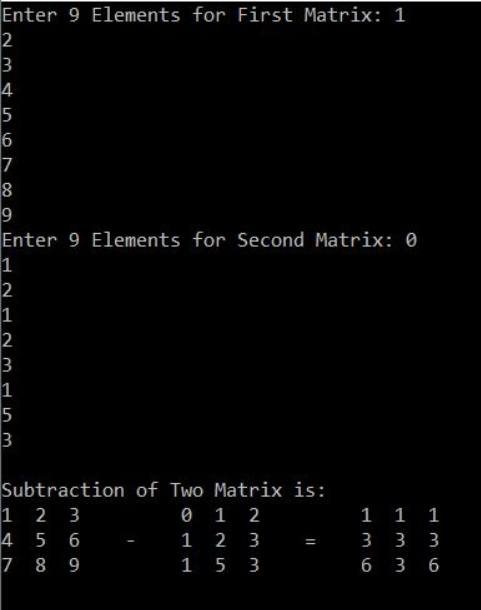 Enter 9 Elements for First Matrix: 1
2
3
4
5
6
7
8
9
Enter 9 Elements for Second Matrix: 0
1
2
1
2
3
1
5
3
Subtraction of Two Matrix is:
1 2 3 0 1 2 1 1 1
4 5 6 - 1 2 3 = 3 3 3
7 8 9 1 5 3 6 3 6